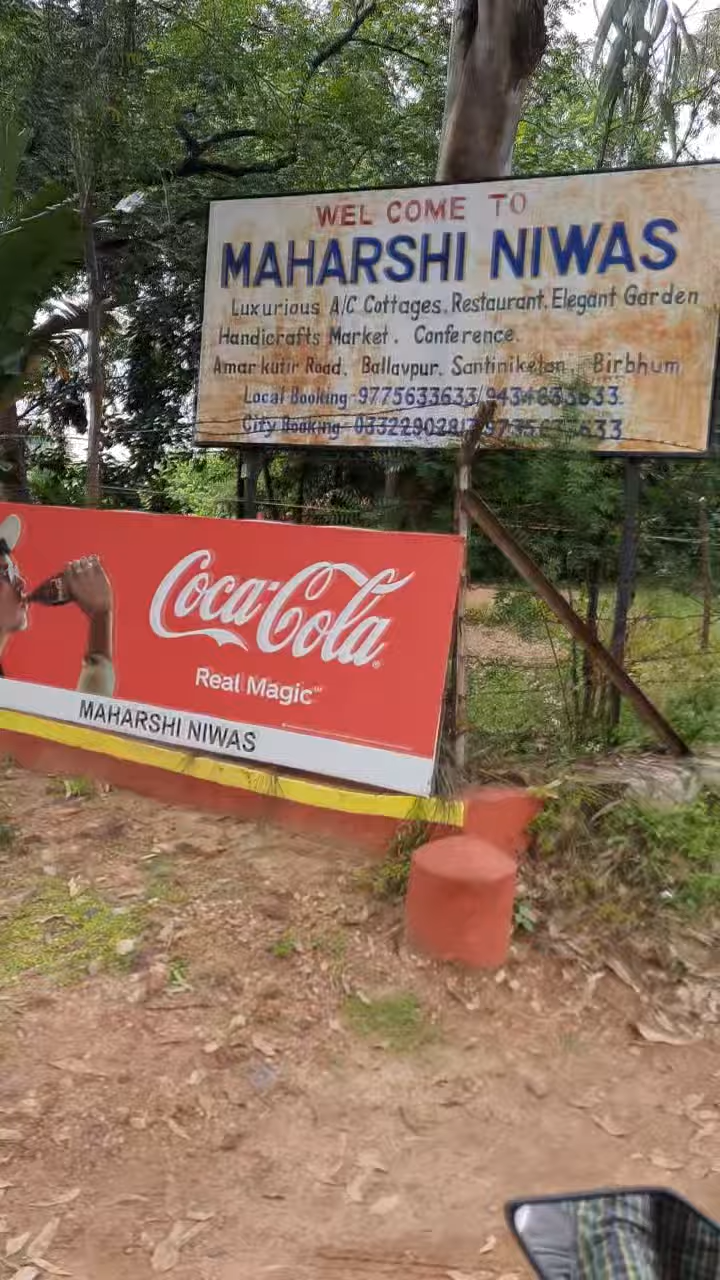 WEL COME TO
MAHARSHI NIWAS
Luxurious A/C Cottages, Restaurant, Elegant Garden
Handicrafts Market, Conference.
Amar kutir Road, Ballavpur, Santiniketan, Birbhum
Local Booking-9775633633/
City Booking-
Coca-Cola
Real Magic
MAHARSHI NIWAS